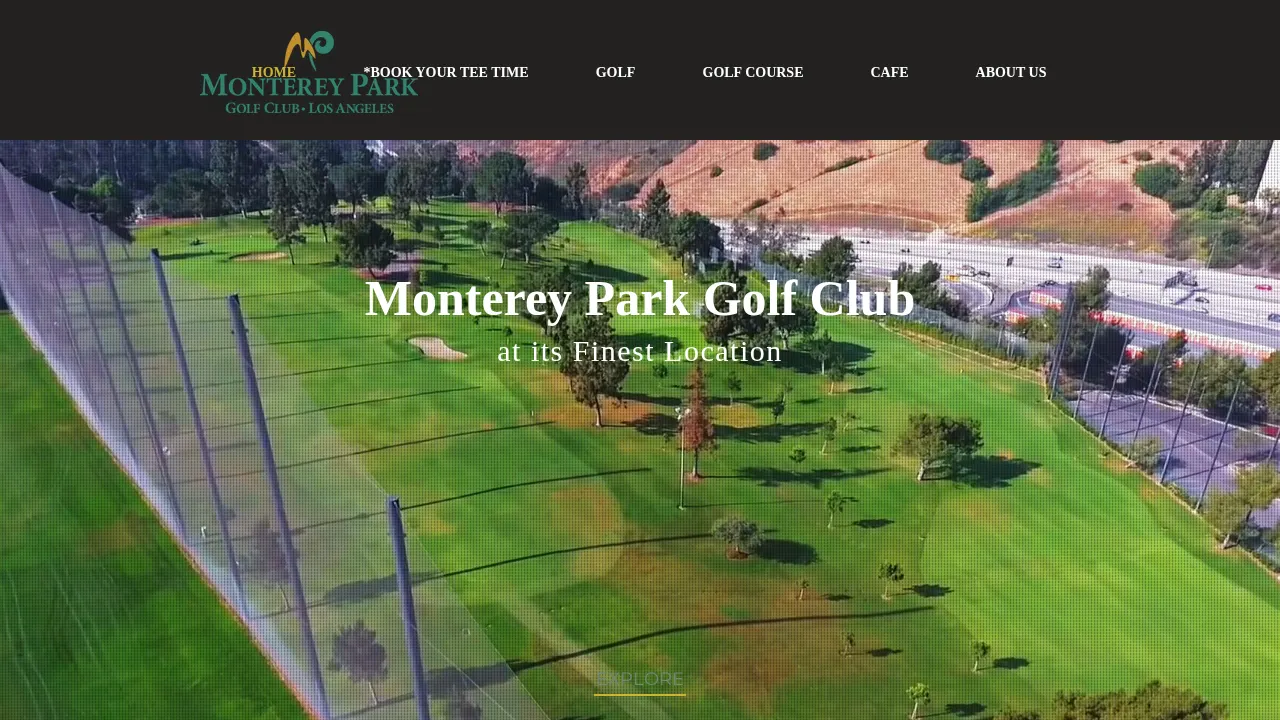 HOME
*BOOK YOUR TEE TIME
GOLF
GOLF COURSE
CAFE
ABOUT US
MONTEREY PARK
GOLF CLUB • LOS ANGELES
Monterey Park Golf Club
at its Finest Location
EXPLORE